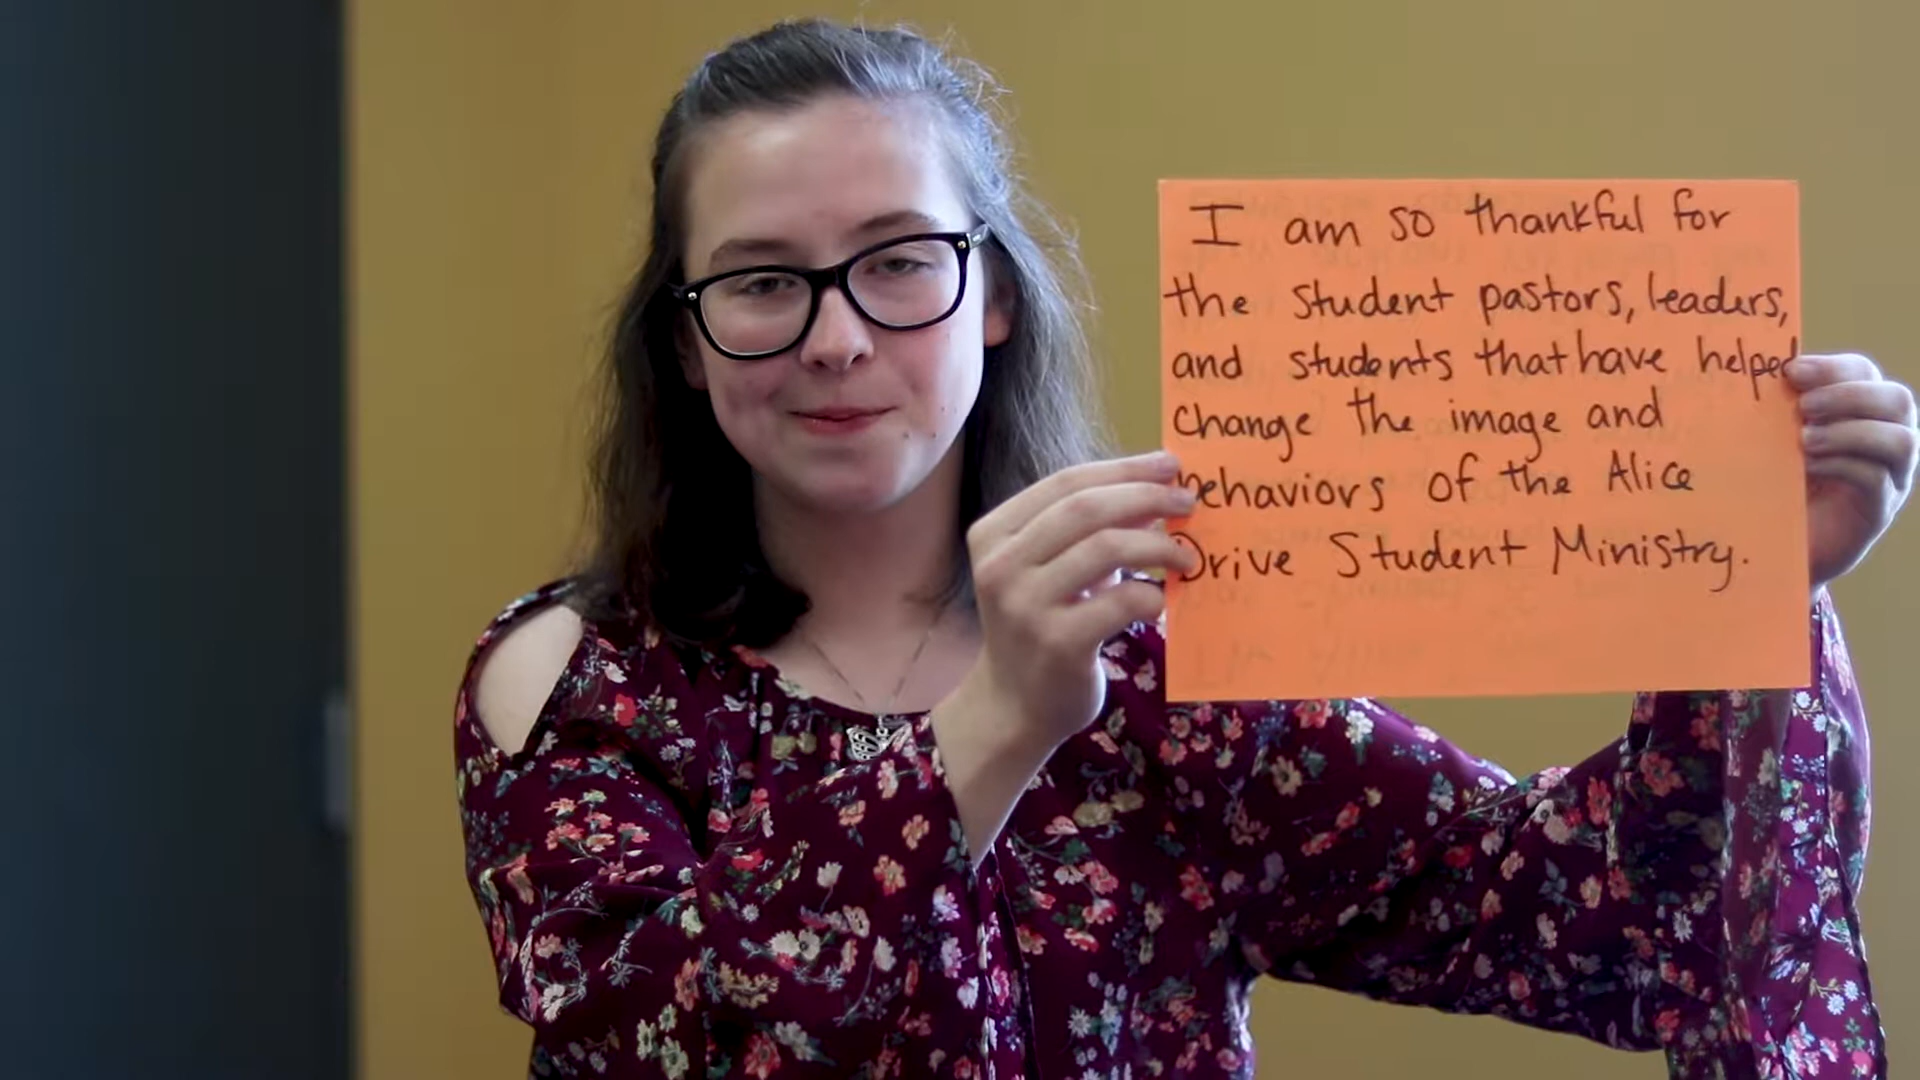 I am so thankful for
the student pastors, leaders,
and students that have helped
change the image and
behaviors of the Alice
Drive Student Ministry.